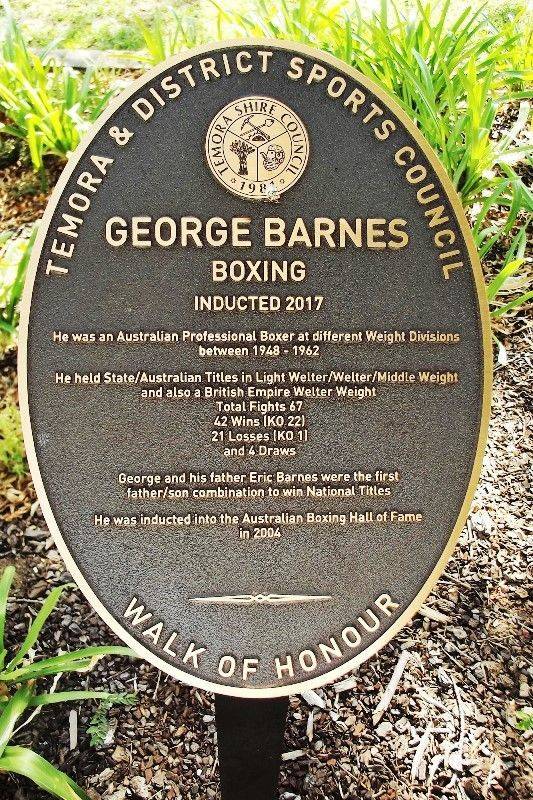 TEMORA & DISTRICT SPORTS COUNCIL
TEMORA SHIRE COUNCIL
GEORGE BARNES
BOXING
INDUCTED 2017
He was an Australian Professional Boxer at different Weight Divisions
between 1948 - 1962
He held State/Australian Titles in Light Welter/Welter/Middle Weight
and also a British Empire Welter Weight
Total Fights 67
42 Wins (KO 22)
21 Losses (KO 1)
and 4 Draws
George and his father Eric Barnes were the first
father/son combination to win National Titles
He was inducted into the Australian Boxing Hall of Fame
in 2004
WALK OF HONOUR